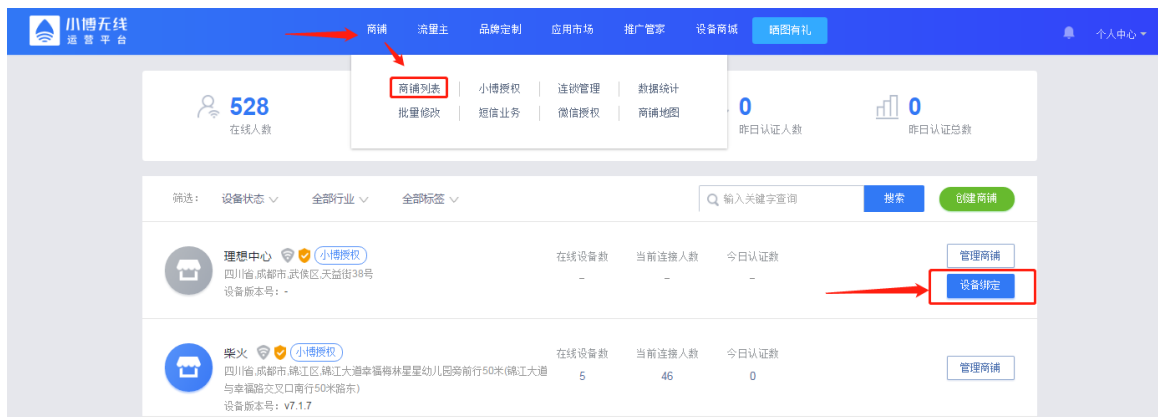 小博无线
运营平台
商铺 流量主 品牌定制 应用市场 推广管家 设备商城 晒图有礼 个人中心
商铺列表 小博授权 连锁管理 数据统计
批量修改 短信业务 微信授权 商铺地图
528
在线人数
0
昨日认证人数
0
昨日认证总数
筛选: 设备状态 全部行业 全部标签 输入关键字查询 搜索 创建商铺
理想中心 小博授权 在线设备数 当前连接人数 今日认证数 管理商铺
四川省,成都市,武侯区,天益街38号 - - -
设备版本号: - 设备绑定
柴火 小博授权 在线设备数 当前连接人数 今日认证数 管理商铺
四川省,成都市,锦江区,锦江大道幸福梅林星星幼儿园旁前行50米(锦江大道 5 46 0
与幸福路交叉口南行50米路东)
设备版本号: v7.1.7